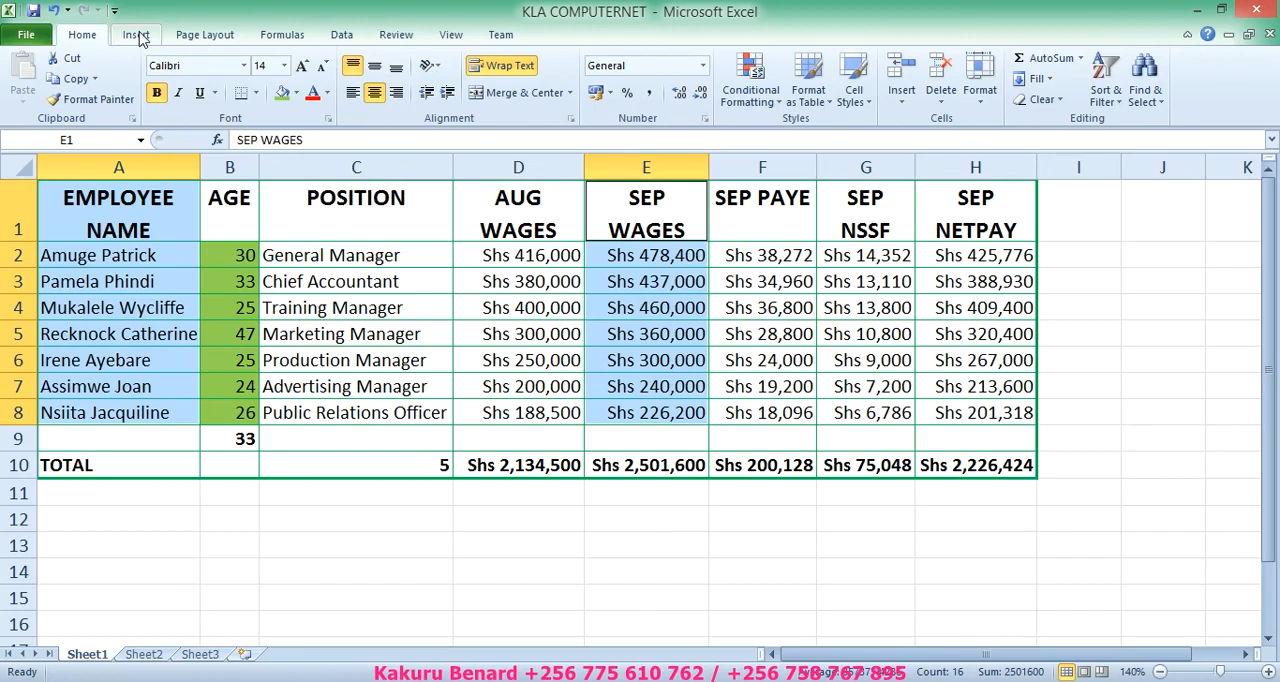 KLA COMPUTERNET - Microsoft Excel
File Home Insert Page Layout Formulas Data Review View Team
Paste
Cut
Copy
Format Painter
Clipboard
Calibri 14
A A
B I U A
Font
Wrap Text
Merge & Center
Alignment
General
% ,
Number
Conditional Formatting
Format as Table
Cell Styles
Styles
Insert Delete Format
Cells
Σ AutoSum
Fill
Clear
Sort & Filter
Find & Select
Editing
E1 fx SEP WAGES
A B C D E F G H I J K
1 EMPLOYEE NAME AGE POSITION AUG WAGES SEP WAGES SEP PAYE SEP NSSF SEP NETPAY
2 Amuge Patrick 30 General Manager Shs 416,000 Shs 478,400 Shs 38,272 Shs 14,352 Shs 425,776
3 Pamela Phindi 33 Chief Accountant Shs 380,000 Shs 437,000 Shs 34,960 Shs 13,110 Shs 388,930
4 Mukalele Wycliffe 25 Training Manager Shs 400,000 Shs 460,000 Shs 36,800 Shs 13,800 Shs 409,400
5 Recknock Catherine 47 Marketing Manager Shs 300,000 Shs 360,000 Shs 28,800 Shs 10,800 Shs 320,400
6 Irene Ayebare 25 Production Manager Shs 250,000 Shs 300,000 Shs 24,000 Shs 9,000 Shs 267,000
7 Assimwe Joan 24 Advertising Manager Shs 200,000 Shs 240,000 Shs 19,200 Shs 7,200 Shs 213,600
8 Nsiita Jacquiline 26 Public Relations Officer Shs 188,500 Shs 226,200 Shs 18,096 Shs 6,786 Shs 201,318
9 33
10 TOTAL 5 Shs 2,134,500 Shs 2,501,600 Shs 200,128 Shs 75,048 Shs 2,226,424
11
12
13
14
15
16
Sheet1 Sheet2 Sheet3
Ready Count: 16 Sum: 2501600 140%
Kakuru Benard +256 775 610 762 / +256 758 767 895